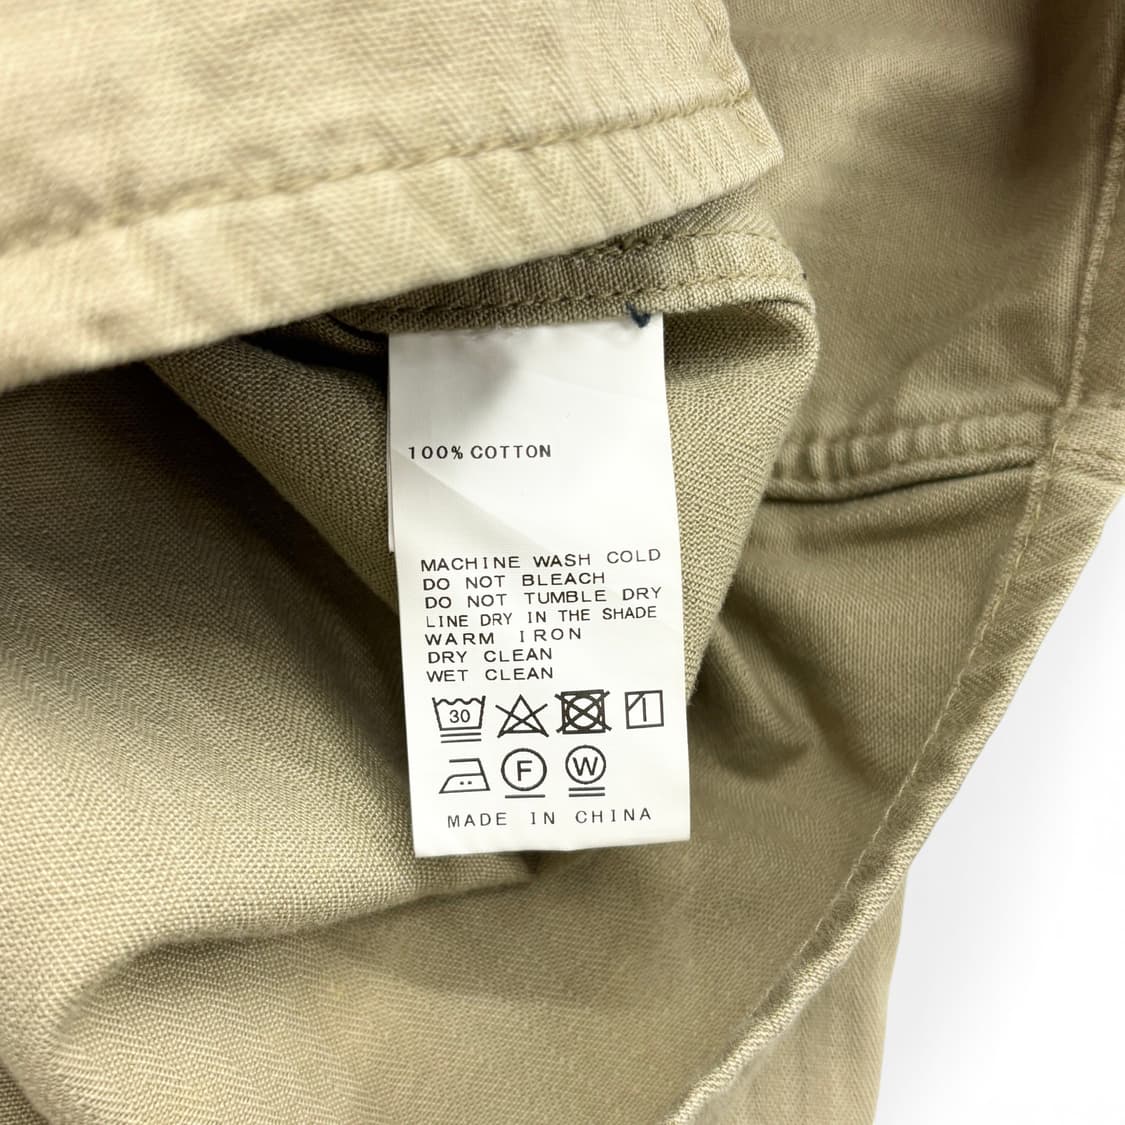 100% COTTON
MACHINE WASH COLD
DO NOT BLEACH
DO NOT TUMBLE DRY
LINE DRY IN THE SHADE
WARM IRON
DRY CLEAN
WET CLEAN
30
F W
MADE IN CHINA